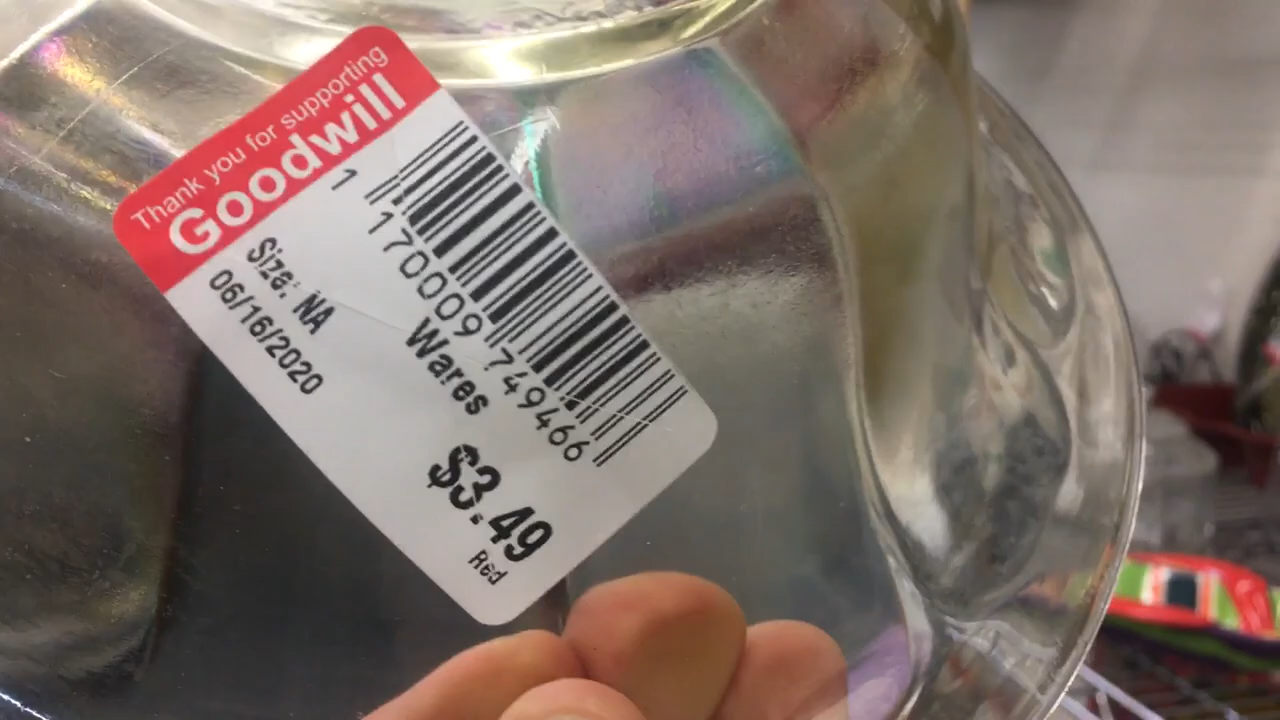 Thank you for supporting
Goodwill
1
170009 749466
Size: NA
Wares
06/16/2020
$3.49
Red